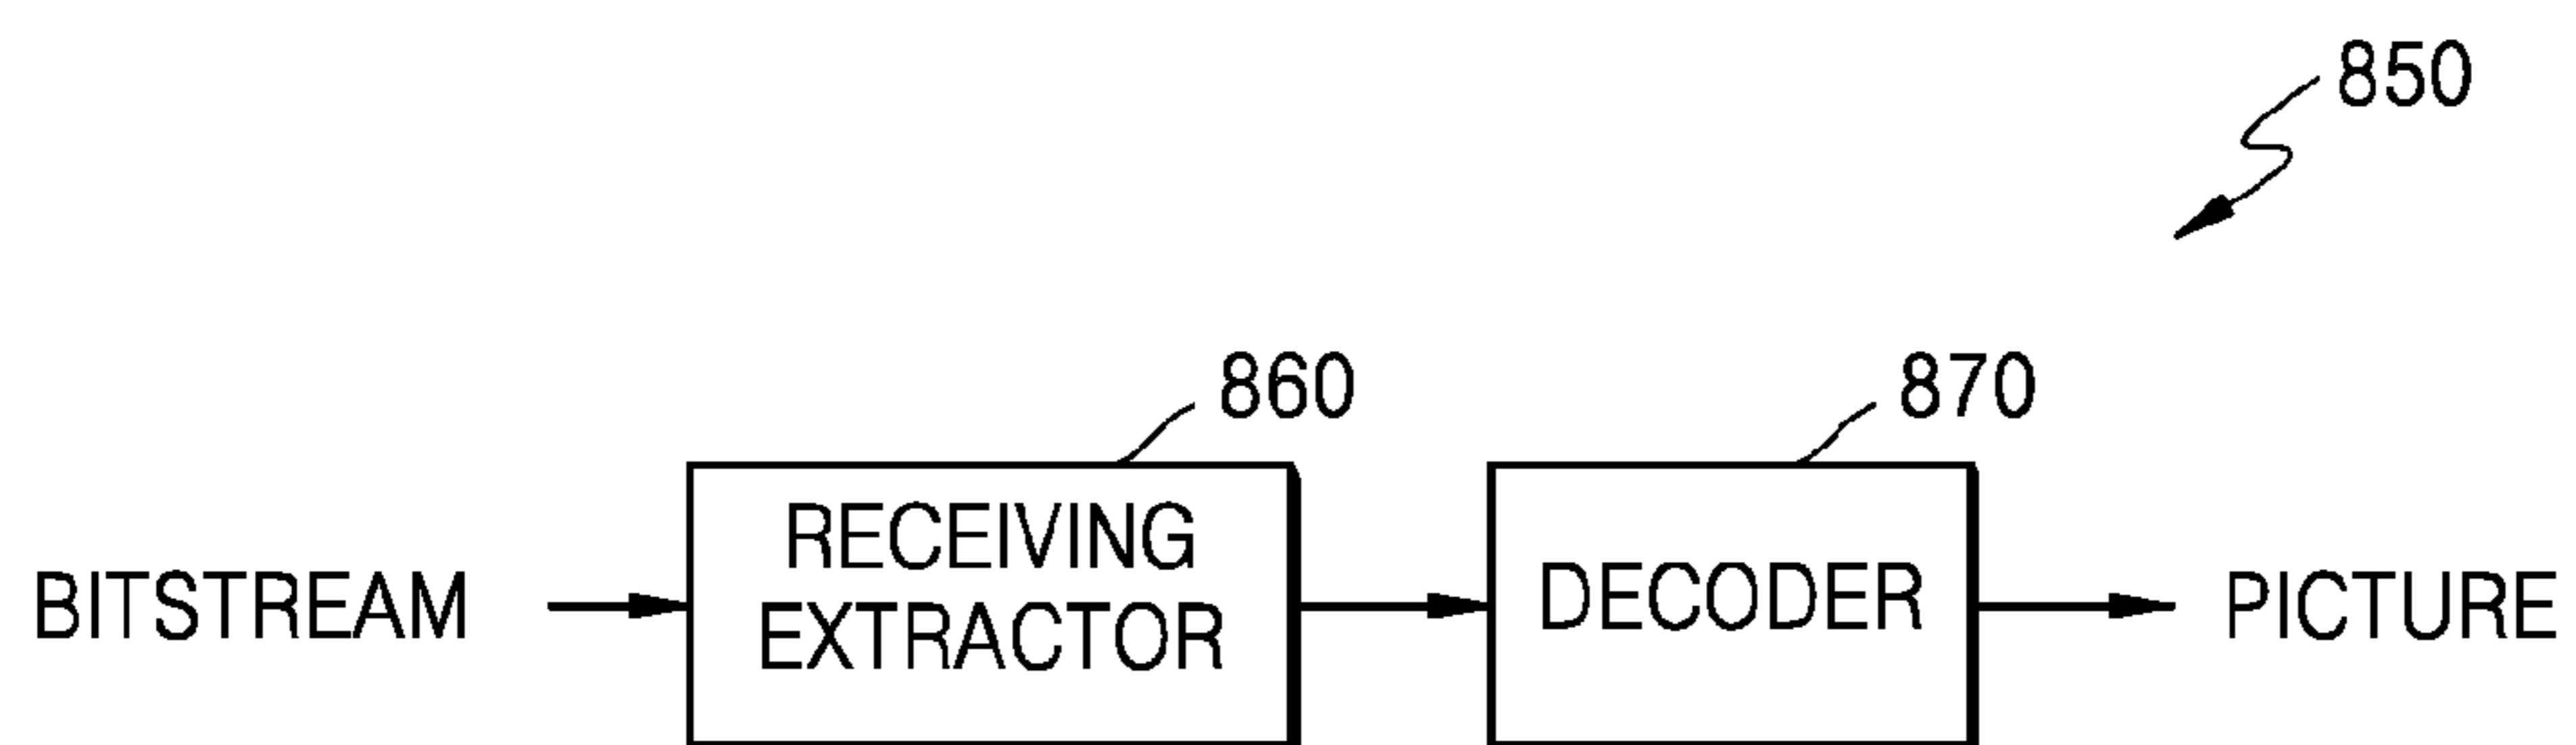 850
860
870
BITSTREAM
RECEIVING
EXTRACTOR
DECODER
PICTURE